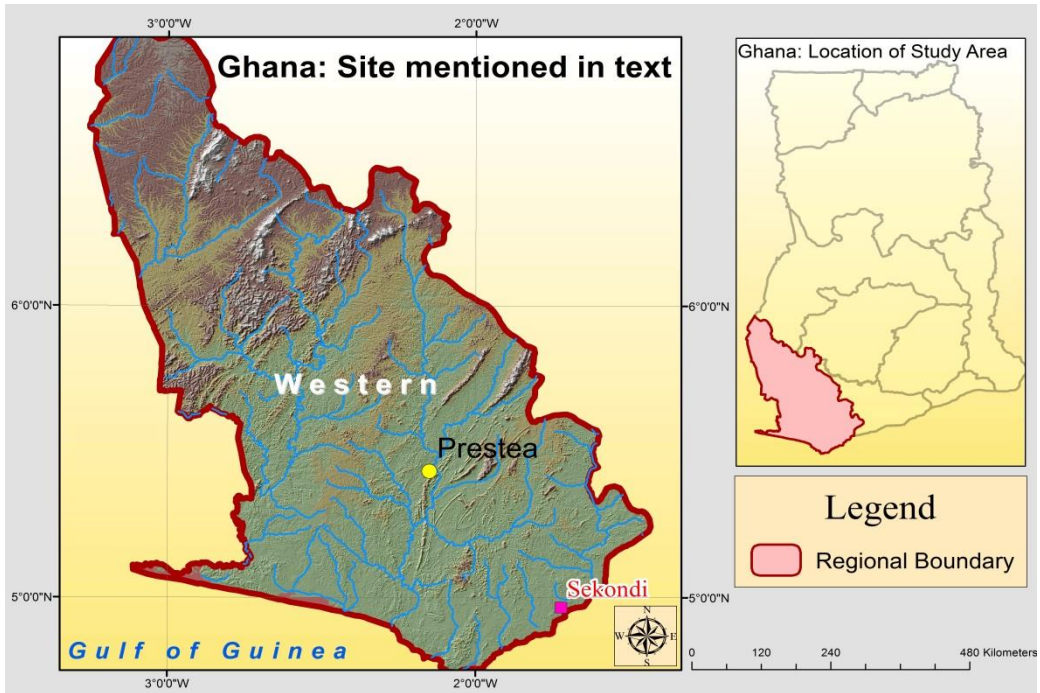 3°0'0"W
2°0'0"W
Ghana: Site mentioned in text
Ghana: Location of Study Area
6°0'0"N
6°0'0"N
Western
Prestea
Legend
Regional Boundary
Sekondi
5°0'0"N
5°0'0"N
N
W E
S
Gulf of Guinea
0 120 240 480 Kilometers
3°0'0"W
2°0'0"W